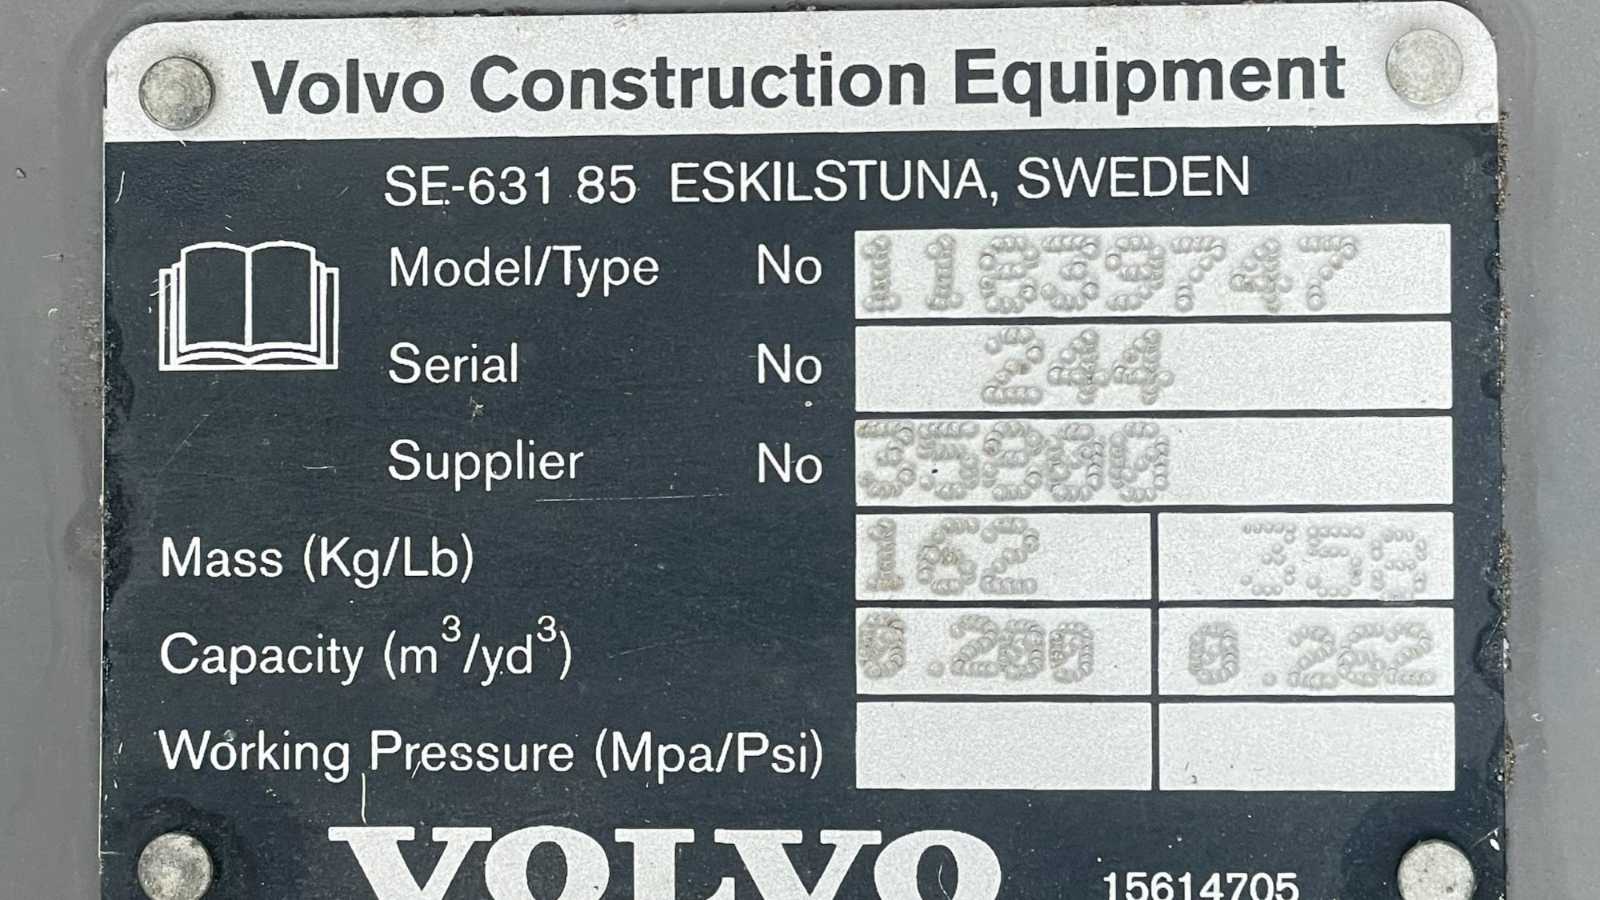 Volvo Construction Equipment
SE-631 85 ESKILSTUNA, SWEDEN
Model/Type No 11839747
Serial No 244
Supplier No
Mass (Kg/Lb) 162 358
Capacity (m³/yd³) 0.200 0.262
Working Pressure (Mpa/Psi)
VOLVO 15614705